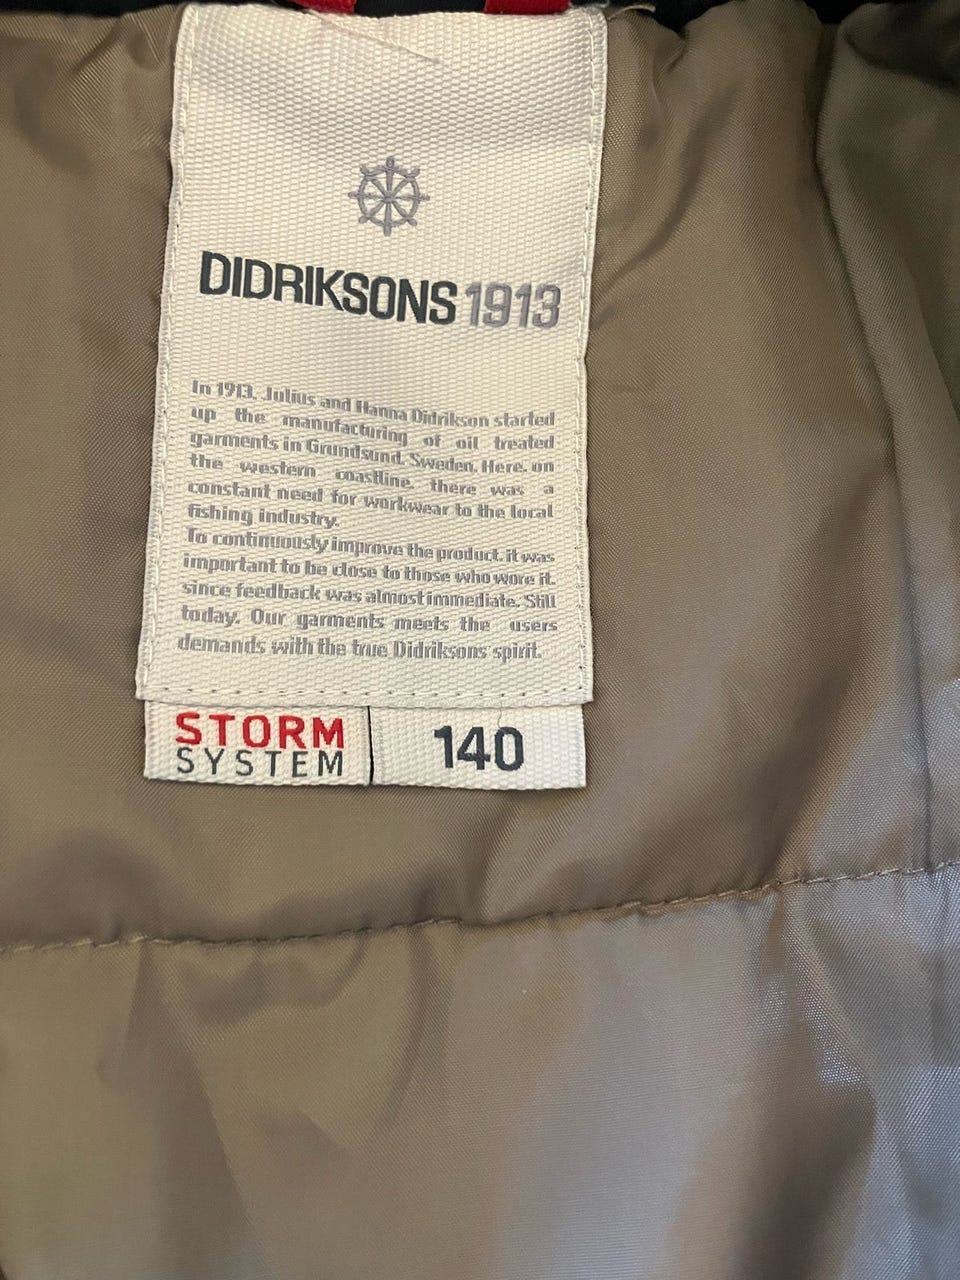 DIDRIKSONS 1913
In 1913, Julius and Hanna Didrikson started
up the manufacturing of oil treated
garments in Grundsund, Sweden. Here, on
the western coastline, there was a
constant need for workwear to the local
fishing industry.
To continuously improve the product, it was
important to be close to those who wore it,
since feedback was almost immediate. Still
today. Our garments meets the users
demands with the true Didriksons' spirit.
STORM
SYSTEM
140